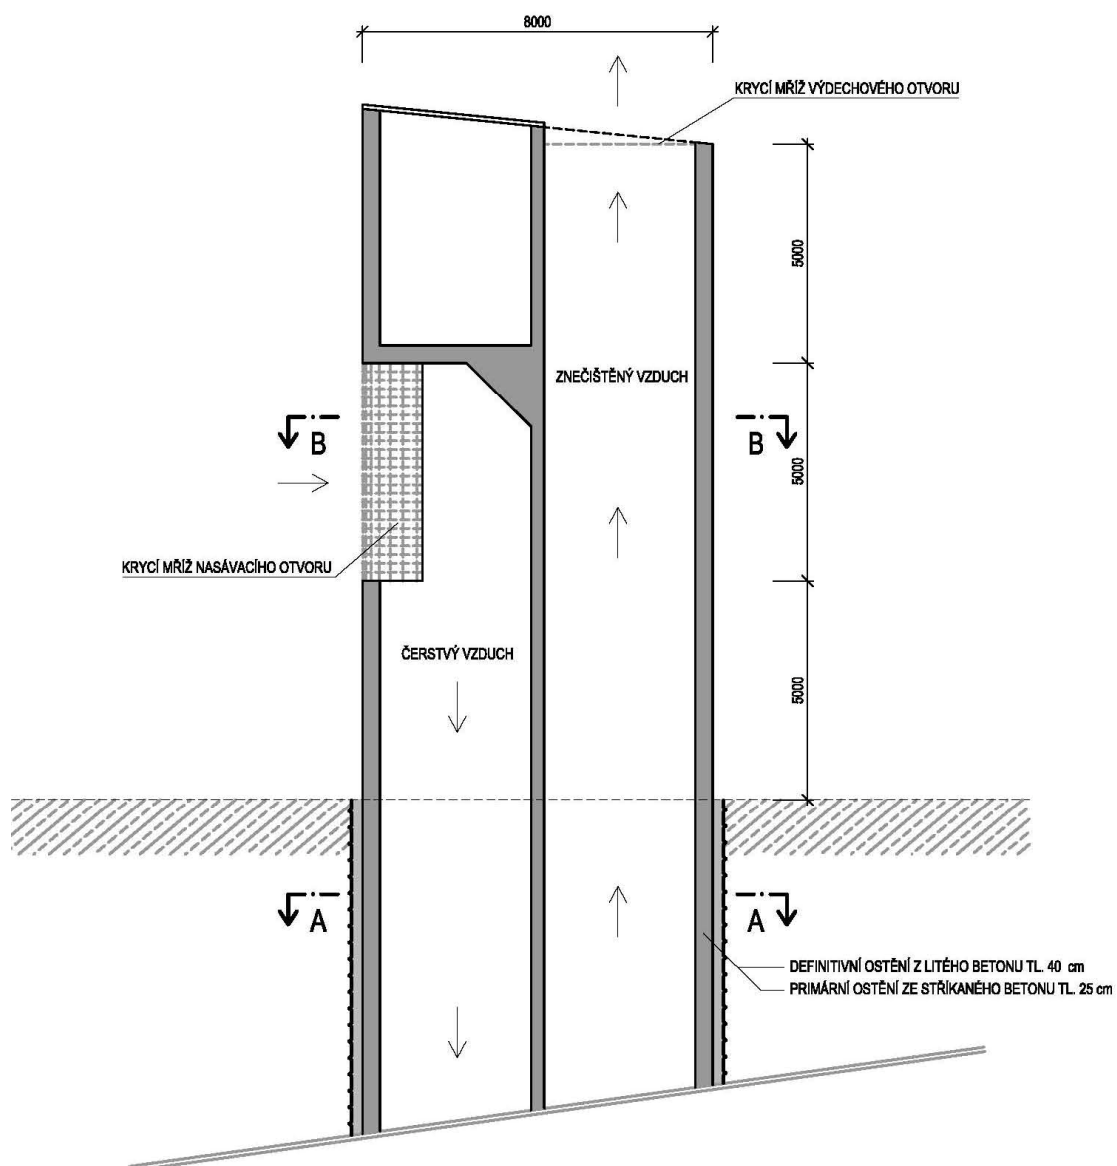 8000
KRYCÍ MŘÍŽ VÝDECHOVÉHO OTVORU
5000
ZNEČIŠTĚNÝ VZDUCH
B
B
5000
KRYCÍ MŘÍŽ NASÁVACÍHO OTVORU
ČERSTVÝ VZDUCH
5000
A
A
DEFINITIVNÍ OSTĚNÍ Z LITÉHO BETONU TL. 40 cm
PRIMÁRNÍ OSTĚNÍ ZE STŘÍKANÉHO BETONU TL. 25 cm